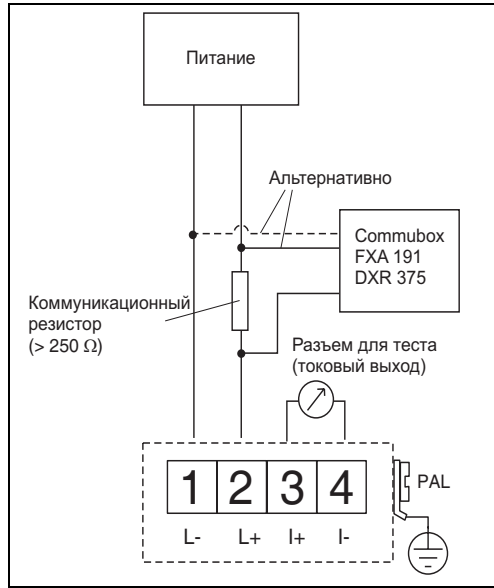 Питание
Альтернативно
Commubox
FXA 191
DXR 375
Коммуникационный
резистор
(> 250 Ω)
Разъем для теста
(токовый выход)
1 2 3 4
PAL
L- L+ I+ I-